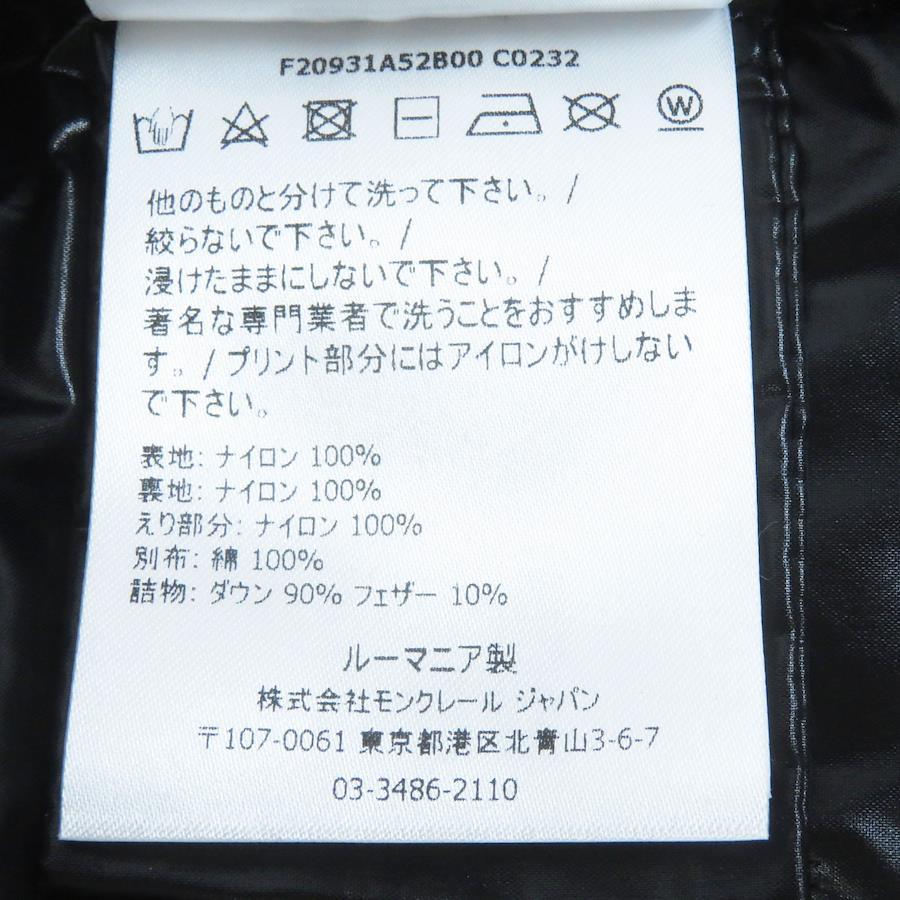 F20931A52B00 C0232
W
他のものと分けて洗って下さい。/
絞らないで下さい。/
浸けたままにしないで下さい。/
著名な専門業者で洗うことをおすすめしま
す。/ プリント部分にはアイロンがけしない
で下さい。
表地: ナイロン 100%
裏地: ナイロン 100%
えり部分: ナイロン 100%
別布: 綿 100%
詰物: ダウン 90% フェザー 10%
ルーマニア製
株式会社モンクレール ジャパン
〒107-0061 東京都港区北青山3-6-7
03-3486-2110